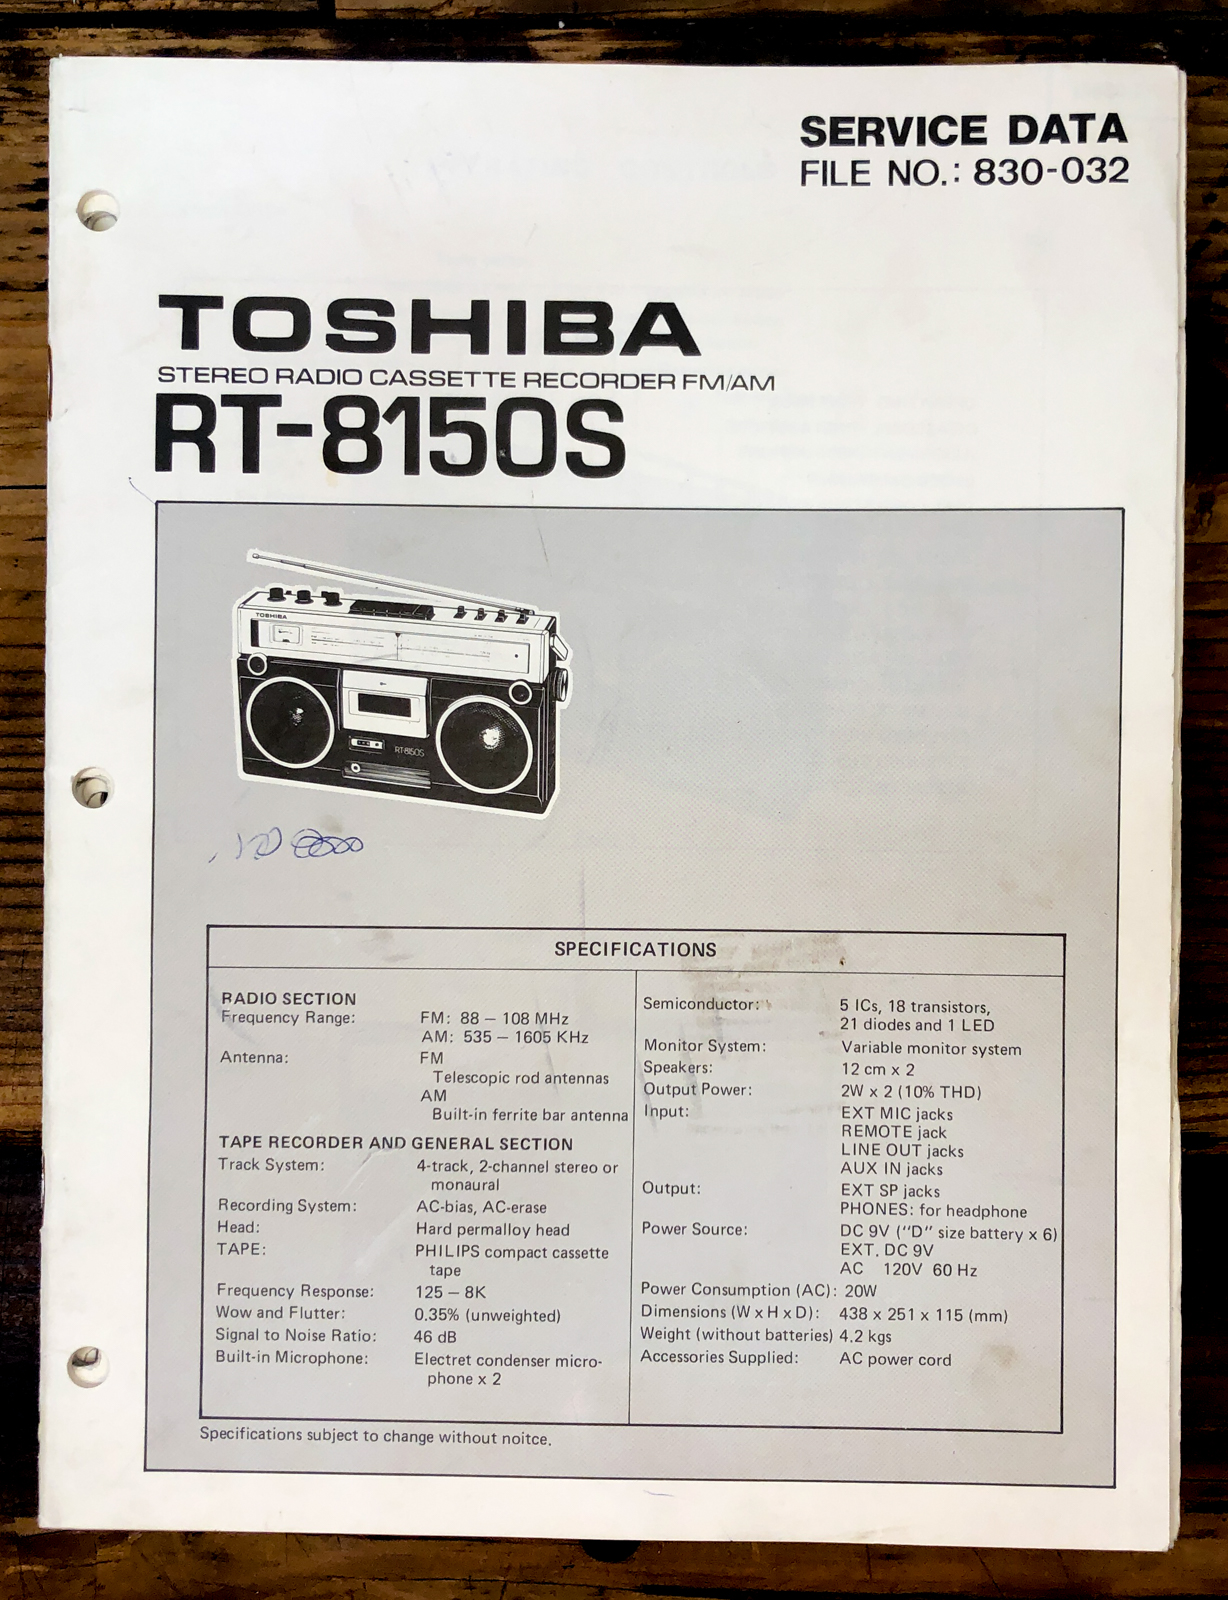 SERVICE DATA
FILE NO.: 830-032
TOSHIBA
STEREO RADIO CASSETTE RECORDER FM/AM
RT-8150S
TOSHIBA
RT-8150S
SPECIFICATIONS
RADIO SECTION
Frequency Range: FM: 88 – 108 MHz
AM: 535 – 1605 KHz
Antenna: FM
Telescopic rod antennas
AM
Built-in ferrite bar antenna
TAPE RECORDER AND GENERAL SECTION
Track System: 4-track, 2-channel stereo or
monaural
Recording System: AC-bias, AC-erase
Head: Hard permalloy head
TAPE: PHILIPS compact cassette
tape
Frequency Response: 125 – 8K
Wow and Flutter: 0.35% (unweighted)
Signal to Noise Ratio: 46 dB
Built-in Microphone: Electret condenser micro-
phone x 2
Semiconductor: 5 ICs, 18 transistors,
21 diodes and 1 LED
Monitor System: Variable monitor system
Speakers: 12 cm x 2
Output Power: 2W x 2 (10% THD)
Input: EXT MIC jacks
REMOTE jack
LINE OUT jacks
AUX IN jacks
Output: EXT SP jacks
PHONES: for headphone
Power Source: DC 9V ("D" size battery x 6)
EXT. DC 9V
AC 120V 60 Hz
Power Consumption (AC): 20W
Dimensions (W x H x D): 438 x 251 x 115 (mm)
Weight (without batteries) 4.2 kgs
Accessories Supplied: AC power cord
Specifications subject to change without noitce.